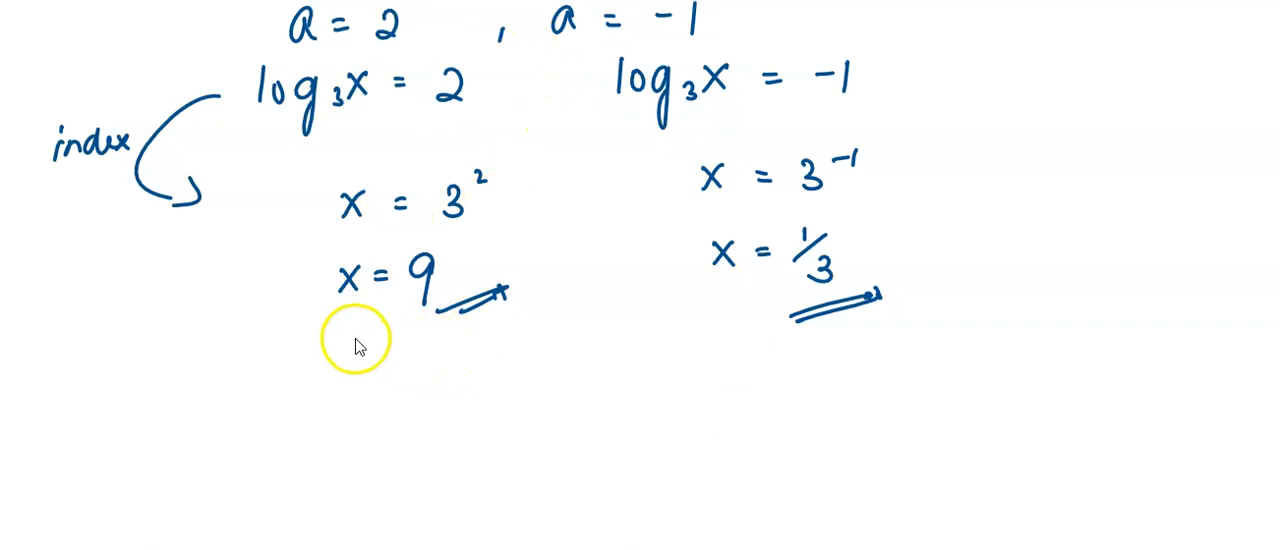 a = 2 , a = -1
log₃x = 2 log₃x = -1
index
x = 3² x = 3⁻¹
x = 9 x = 1/3